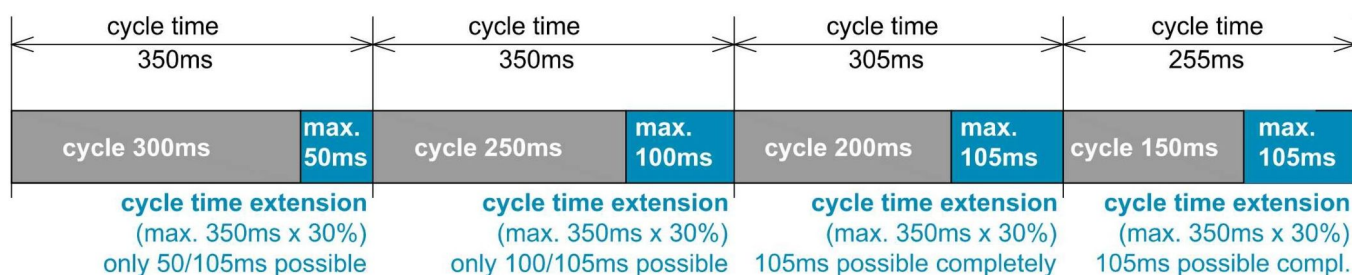 cycle time
350ms
cycle time
350ms
cycle time
305ms
cycle time
255ms
cycle 300ms
max.
50ms
cycle 250ms
max.
100ms
cycle 200ms
max.
105ms
cycle 150ms
max.
105ms
cycle time extension
(max. 350ms x 30%)
only 50/105ms possible
cycle time extension
(max. 350ms x 30%)
only 100/105ms possible
cycle time extension
(max. 350ms x 30%)
105ms possible completely
cycle time extension
(max. 350ms x 30%)
105ms possible compl.